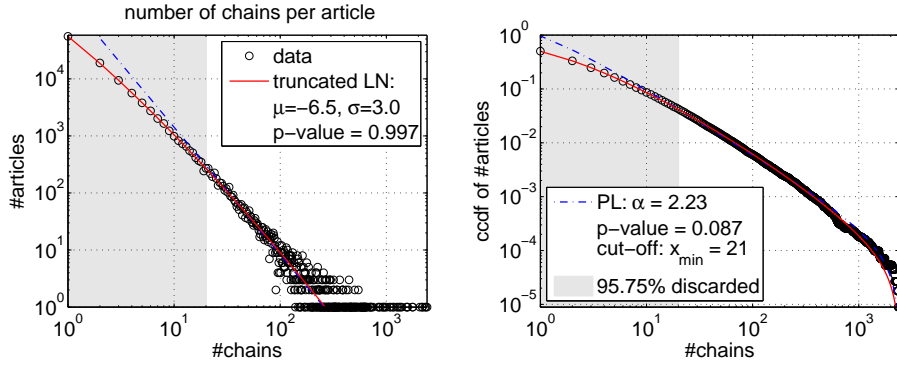 number of chains per article
10^4
10^3
10^2
10^1
10^0
#articles
data
truncated LN:
μ=−6.5, σ=3.0
p−value = 0.997
10^0 10^1 10^2 10^3
#chains
10^0
10^−1
10^−2
10^−3
10^−4
10^−5
ccdf of #articles
PL: α = 2.23
p−value = 0.087
cut−off: x_min = 21
95.75% discarded
10^0 10^1 10^2 10^3
#chains